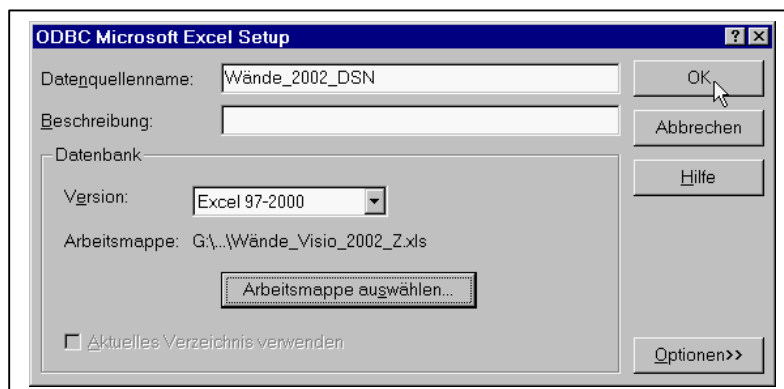 ODBC Microsoft Excel Setup
Datenquellenname: Wände_2002_DSN
OK
Beschreibung:
Abbrechen
Datenbank
Hilfe
Version: Excel 97-2000
Arbeitsmappe: G:\...\Wände_Visio_2002_Z.xls
Arbeitsmappe auswählen...
Aktuelles Verzeichnis verwenden
Optionen>>